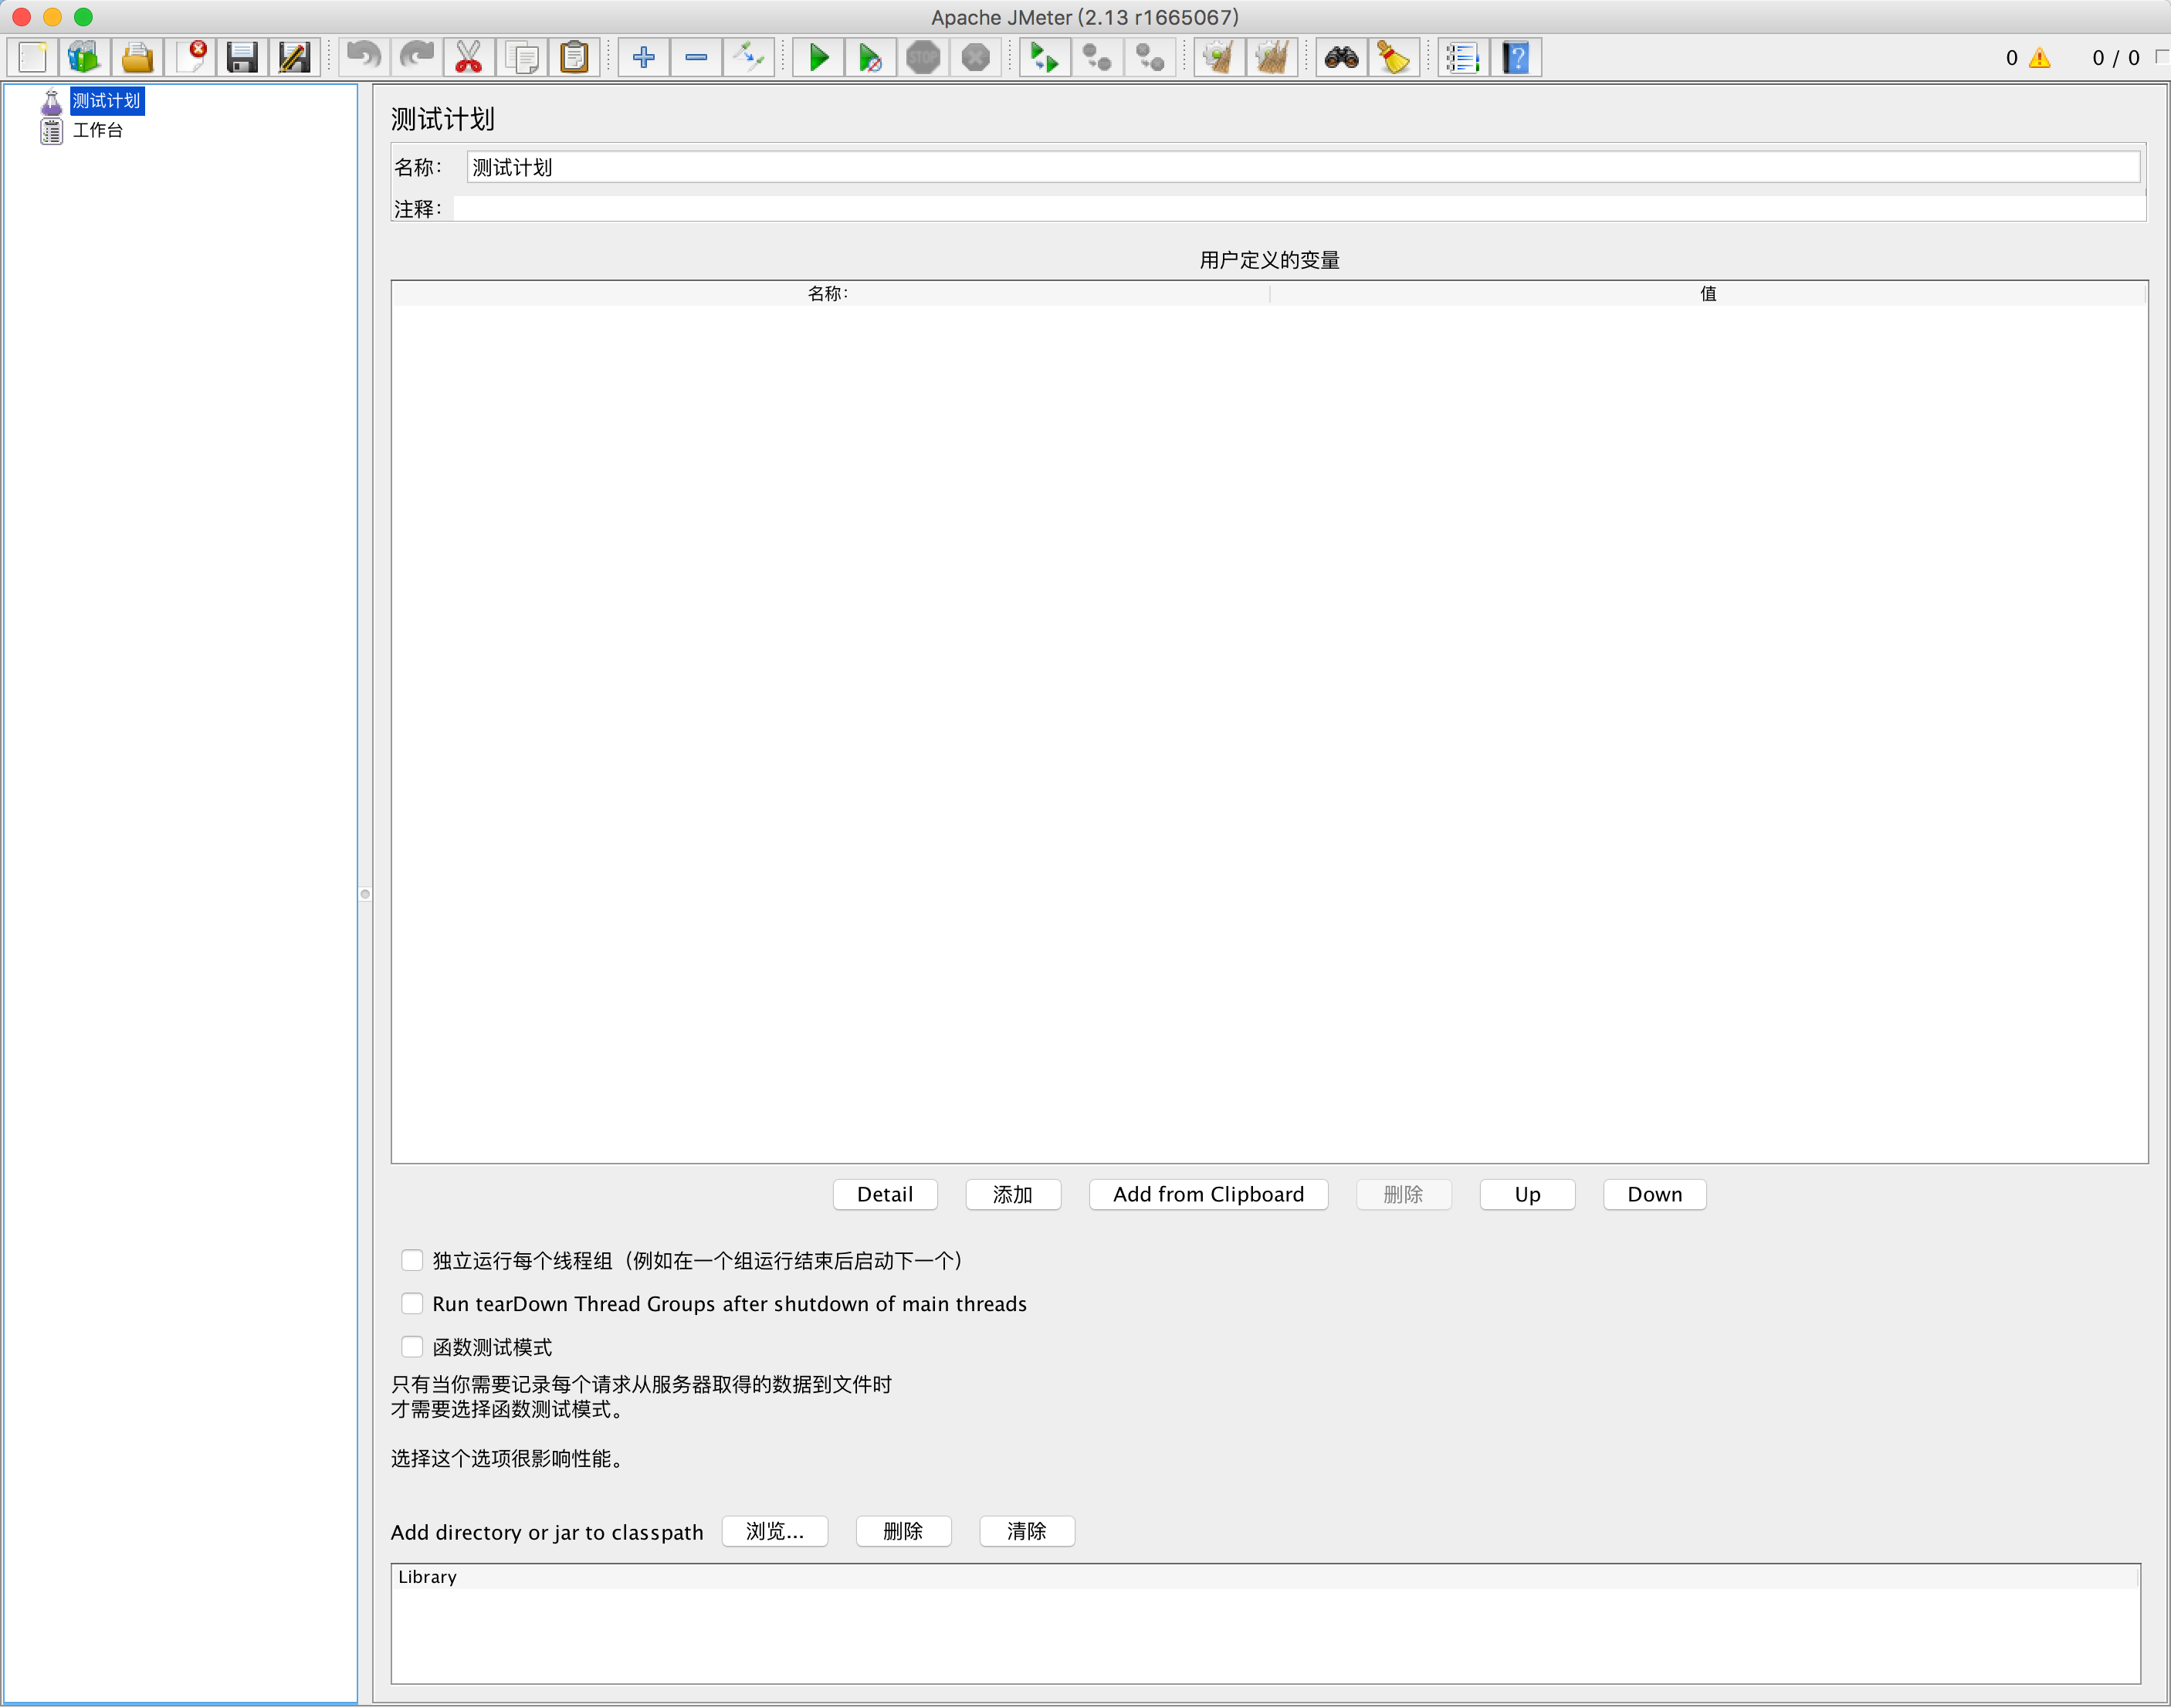 Apache JMeter (2.13 r1665067)
STOP
0
0 / 0
测试计划
工作台
测试计划
名称：
测试计划
注释：
用户定义的变量
名称：
值
Detail
添加
Add from Clipboard
删除
Up
Down
独立运行每个线程组（例如在一个组运行结束后启动下一个）
Run tearDown Thread Groups after shutdown of main threads
函数测试模式
只有当你需要记录每个请求从服务器取得的数据到文件时
才需要选择函数测试模式。
选择这个选项很影响性能。
Add directory or jar to classpath
浏览...
删除
清除
Library